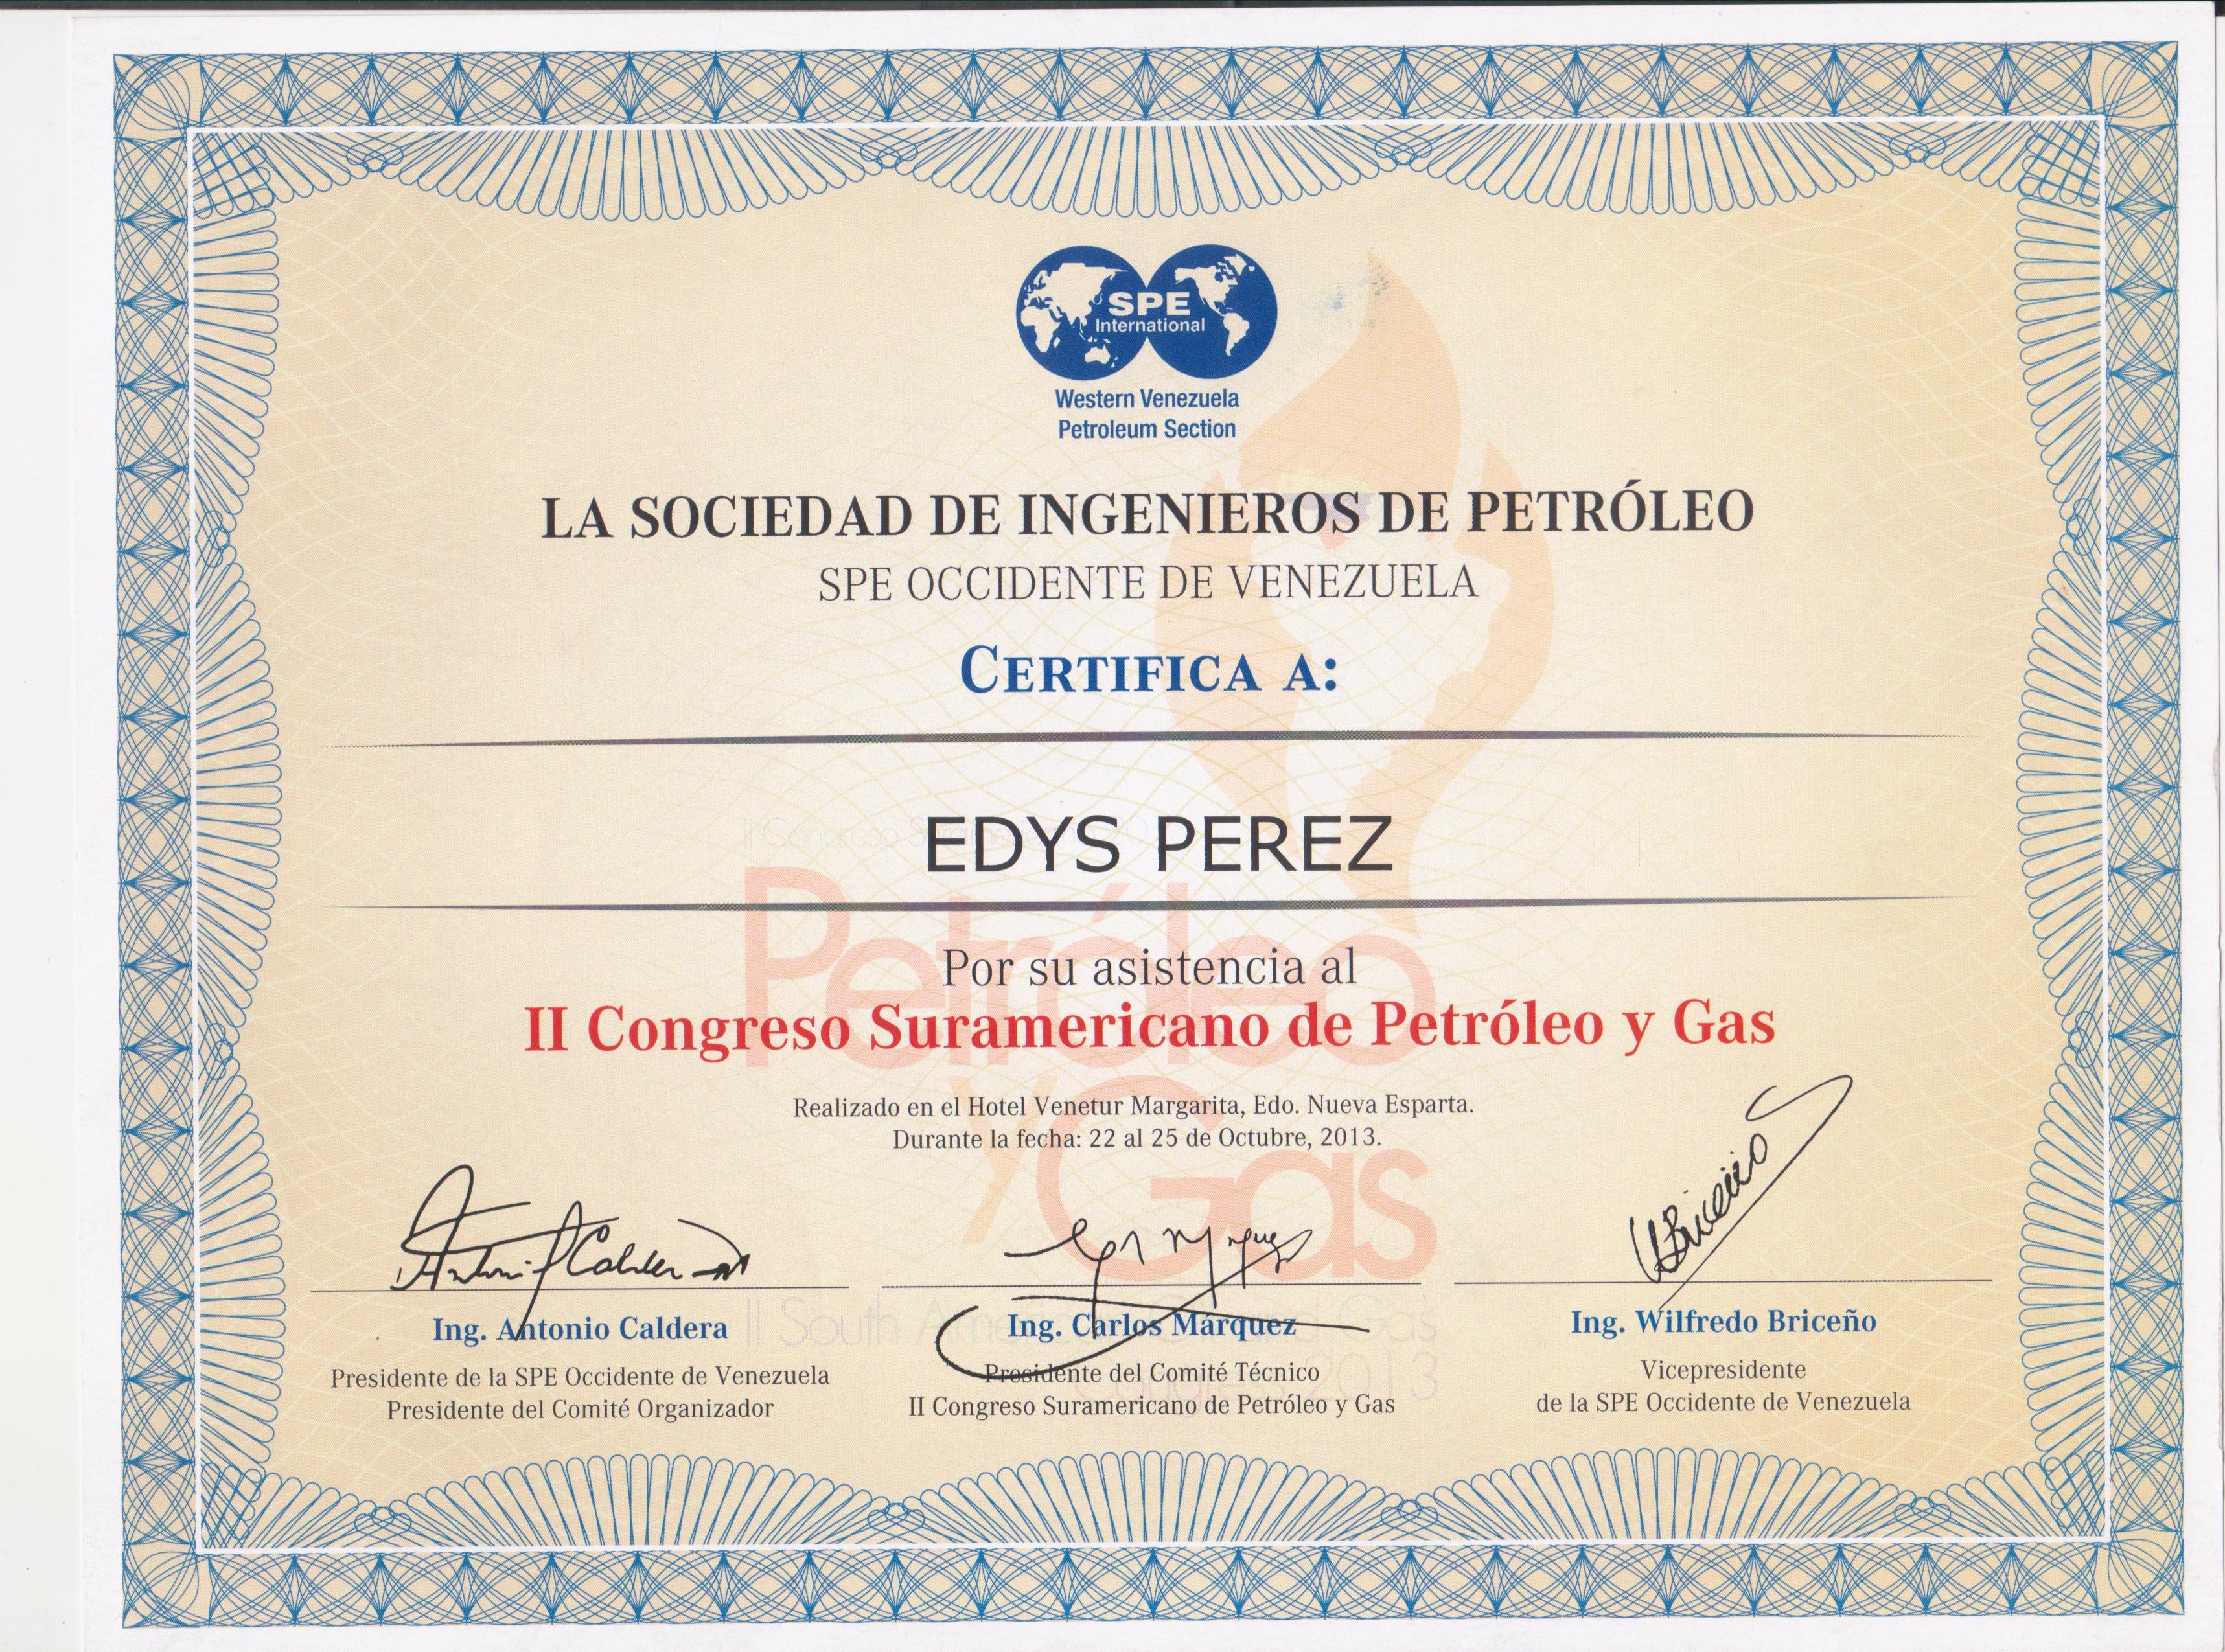 SPE
International
Western Venezuela
Petroleum Section
LA SOCIEDAD DE INGENIEROS DE PETRÓLEO
SPE OCCIDENTE DE VENEZUELA
CERTIFICA A:
EDYS PEREZ
Por su asistencia al
II Congreso Suramericano de Petróleo y Gas
Realizado en el Hotel Venetur Margarita, Edo. Nueva Esparta.
Durante la fecha: 22 al 25 de Octubre, 2013.
Petróleo
y Gas
Ing. Antonio Caldera
Presidente de la SPE Occidente de Venezuela
Presidente del Comité Organizador
Ing. Carlos Márquez
Presidente del Comité Técnico
II Congreso Suramericano de Petróleo y Gas
Ing. Wilfredo Briceño
Vicepresidente
de la SPE Occidente de Venezuela